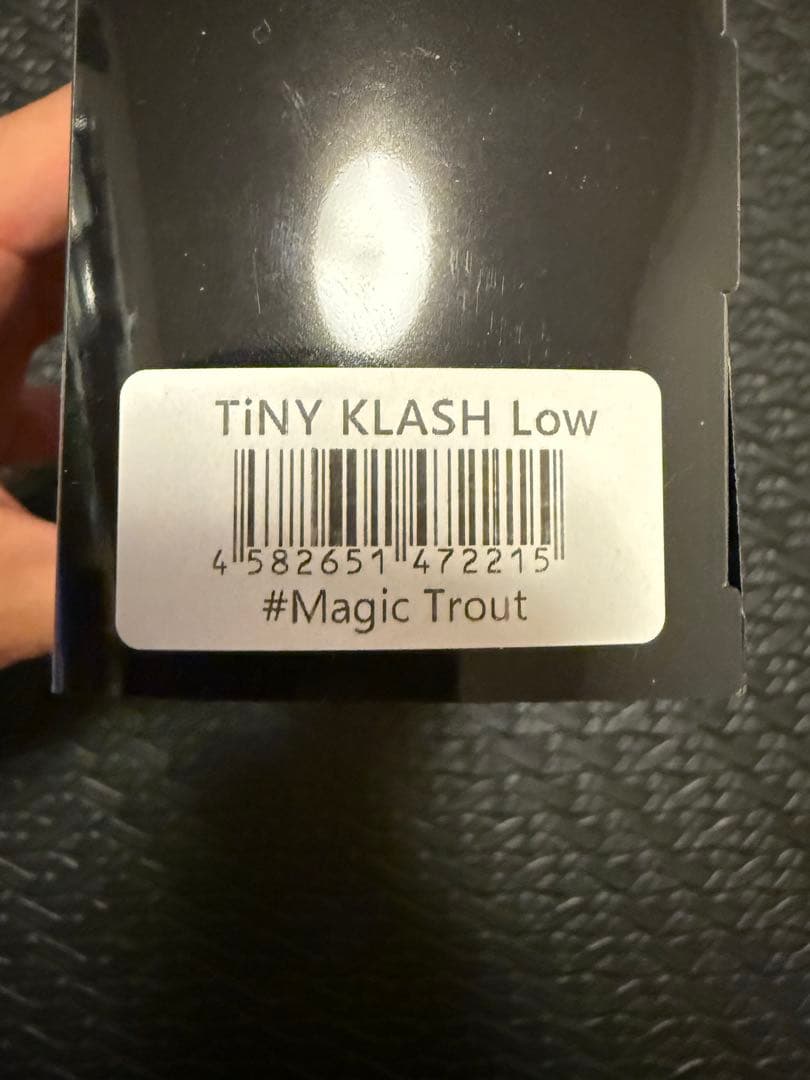 TiNY KLASH Low
4 582651 472215
#Magic Trout